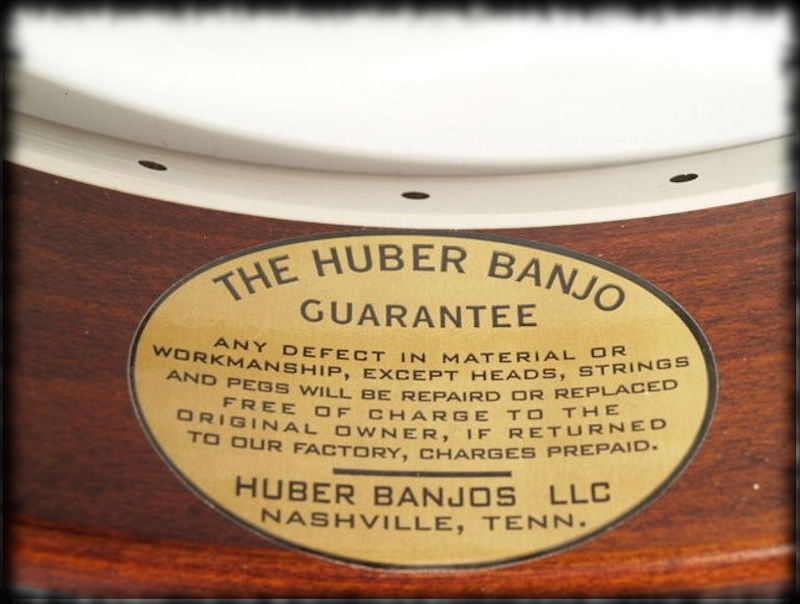 THE HUBER BANJO
GUARANTEE
ANY DEFECT IN MATERIAL OR
WORKMANSHIP, EXCEPT HEADS, STRINGS
AND PEGS WILL BE REPAIRD OR REPLACED
FREE OF CHARGE TO THE
ORIGINAL OWNER, IF RETURNED
TO OUR FACTORY, CHARGES PREPAID.
HUBER BANJOS LLC
NASHVILLE, TENN.